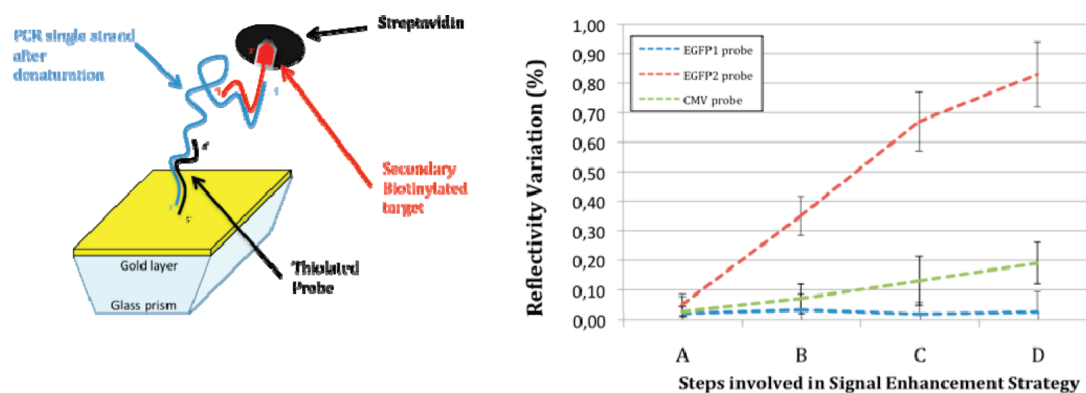 PCR single strand
after
denaturation
Streptavidin
Secondary
Biotinylated
target
Thiolated
Probe
Gold layer
Glass prism
5'
Reflectivity Variation (%)
1,00
0,90
0,80
0,70
0,60
0,50
0,40
0,30
0,20
0,10
0,00
EGFP1 probe
EGFP2 probe
CMV probe
A B C D
Steps involved in Signal Enhancement Strategy